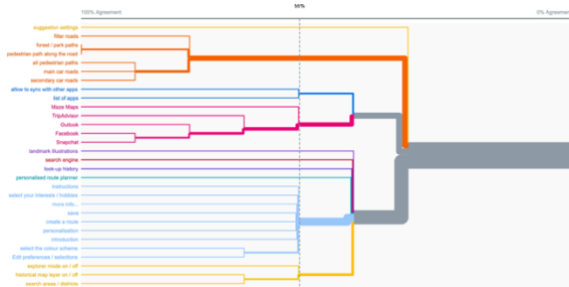 56%
100% Agreement
0% Agreement
suggestion settings
filter roads
forest / park paths
pedestrian path along the road
all pedestrian paths
main car roads
secondary car roads
allow to sync with other apps
list of apps
Maze Maps
TripAdvisor
Outlook
Facebook
Snapchat
landmark illustrations
search engine
look-up history
personalised route planner
instructions
select your interests / hobbies
more info...
save
create a route
personalisation
introduction
select the colour scheme
Edit preferences / selections
explorer mode on / off
historical map layer on / off
search areas / districts